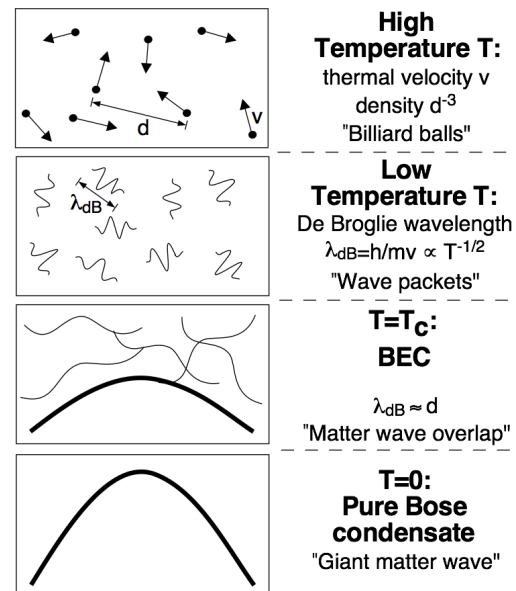 High
Temperature T:
thermal velocity v
density d⁻³
"Billiard balls"
v
d
Low
Temperature T:
De Broglie wavelength
λdB=h/mv ∝ T⁻¹/²
"Wave packets"
λdB
T=Tc:
BEC
λdB ≈ d
"Matter wave overlap"
T=0:
Pure Bose
condensate
"Giant matter wave"